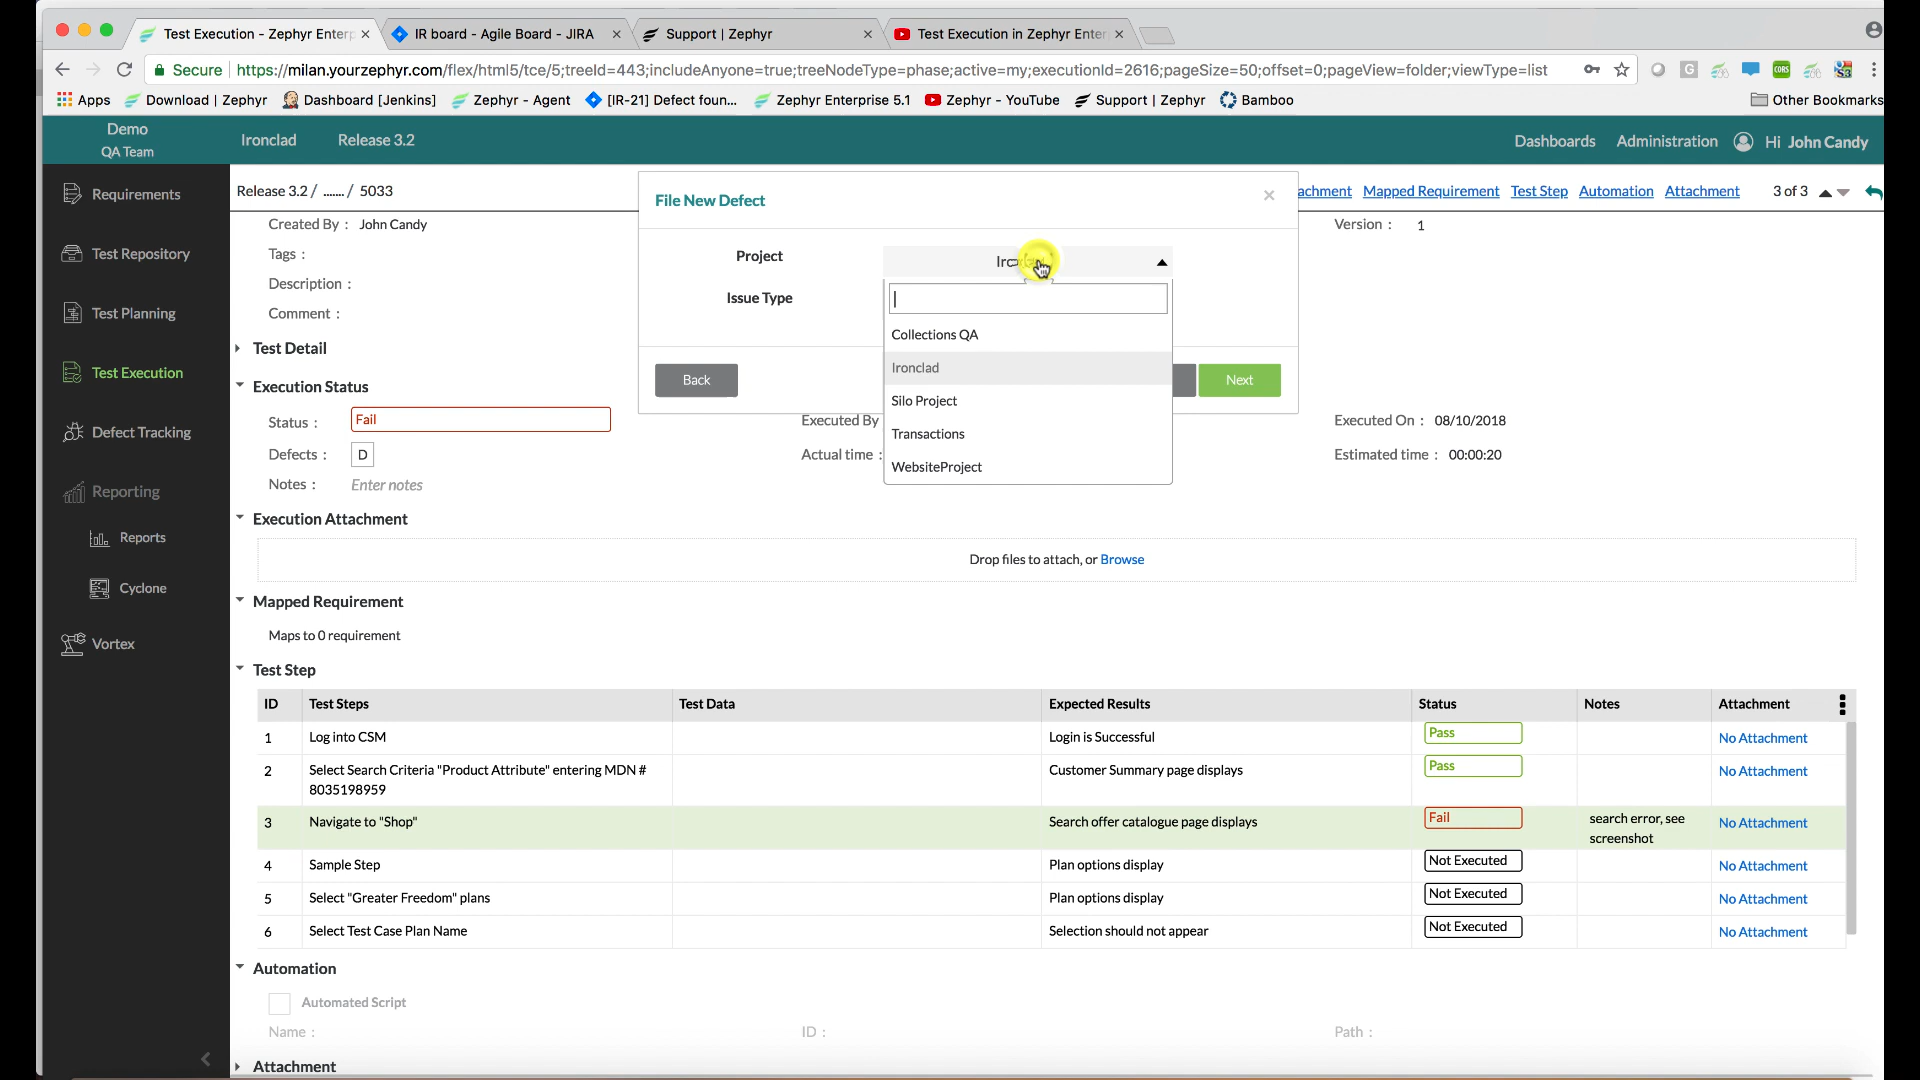 Test Execution - Zephyr Enterp
IR board - Agile Board - JIRA
Support | Zephyr
Test Execution in Zephyr Enter
Secure
https://milan.yourzephyr.com/flex/html5/tce/5;treeId=443;includeAnyone=true;treeNodeType=phase;active=my;executionId=2616;pageSize=50;offset=0;pageView=folder;viewType=list
Apps
Download | Zephyr
Dashboard [Jenkins]
Zephyr - Agent
[IR-21] Defect foun...
Zephyr Enterprise 5.1
Zephyr - YouTube
Support | Zephyr
Bamboo
Other Bookmarks
Demo
QA Team
Ironclad
Release 3.2
Dashboards
Administration
Hi John Candy
Requirements
Test Repository
Test Planning
Test Execution
Defect Tracking
Reporting
Reports
Cyclone
Vortex
Release 3.2 / ....... / 5033
achment
Mapped Requirement
Test Step
Automation
Attachment
3 of 3
Created By : John Candy
Version : 1
Tags :
Description :
Comment :
Test Detail
Execution Status
Status : Fail
Executed By
Executed On : 08/10/2018
Defects : D
Actual time :
Estimated time : 00:00:20
Notes : Enter notes
File New Defect
Project
Issue Type
Collections QA
Ironclad
Silo Project
Transactions
WebsiteProject
Back
Next
Execution Attachment
Drop files to attach, or Browse
Mapped Requirement
Maps to 0 requirement
Test Step
ID Test Steps Test Data Expected Results Status Notes Attachment
1 Log into CSM Login is Successful Pass No Attachment
2 Select Search Criteria "Product Attribute" entering MDN # Customer Summary page displays Pass No Attachment
8035198959
3 Navigate to "Shop" Search offer catalogue page displays Fail search error, see No Attachment
screenshot
4 Sample Step Plan options display Not Executed No Attachment
5 Select "Greater Freedom" plans Plan options display Not Executed No Attachment
6 Select Test Case Plan Name Selection should not appear Not Executed No Attachment
Automation
Automated Script
Name : ID : Path :
Attachment